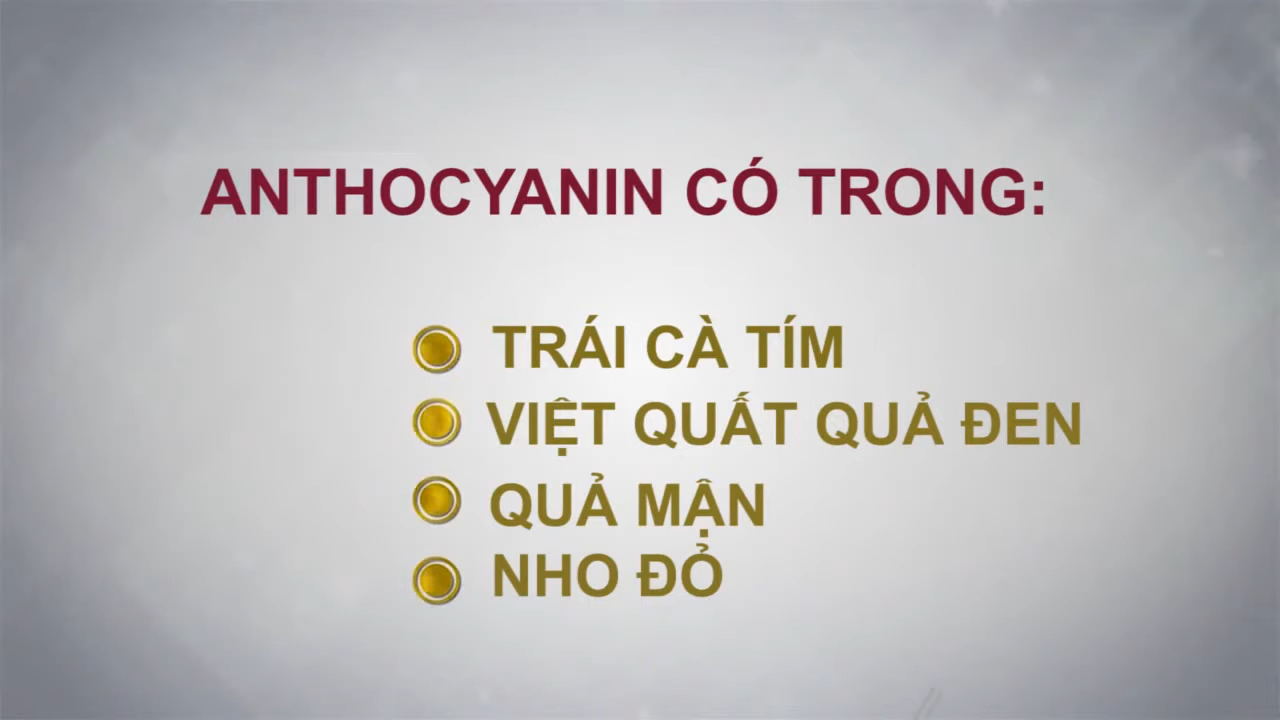 ANTHOCYANIN CÓ TRONG:
TRÁI CÀ TÍM
VIỆT QUẤT QUẢ ĐEN
QUẢ MẬN
NHO ĐỎ